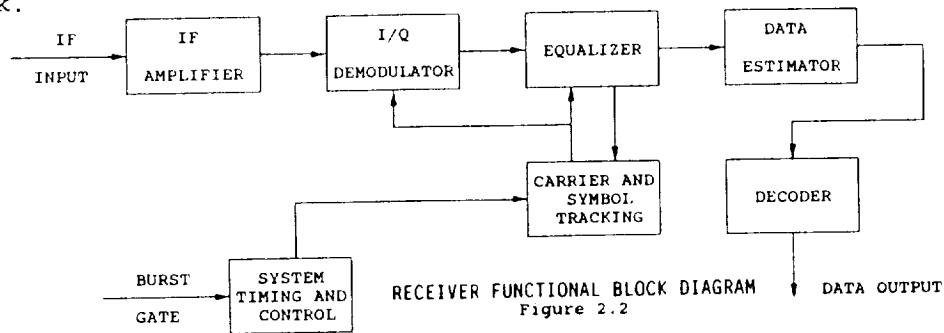 k.
IF
INPUT
IF
AMPLIFIER
I/Q
DEMODULATOR
EQUALIZER
DATA
ESTIMATOR
CARRIER AND
SYMBOL
TRACKING
DECODER
BURST
GATE
SYSTEM
TIMING AND
CONTROL
RECEIVER FUNCTIONAL BLOCK DIAGRAM
Figure 2.2
DATA OUTPUT